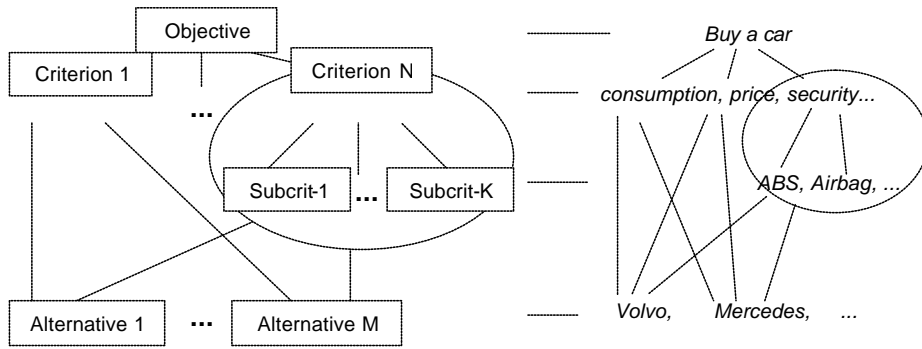 Objective
Buy a car
Criterion 1
...
Criterion N
consumption, price, security...
Subcrit-1
...
Subcrit-K
ABS, Airbag, ...
Alternative 1
...
Alternative M
Volvo, Mercedes, ...